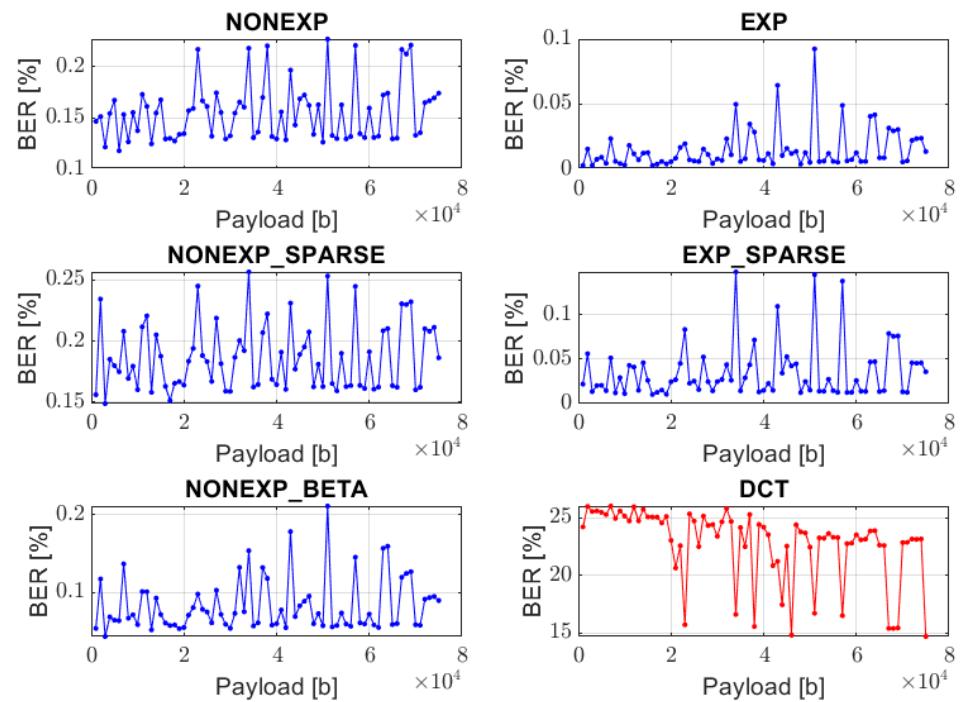 NONEXP
BER [%]
0.2
0.15
0.1
0 2 4 6 8
Payload [b]
×10⁴
EXP
BER [%]
0.1
0.05
0
0 2 4 6 8
Payload [b]
×10⁴
NONEXP_SPARSE
BER [%]
0.25
0.2
0.15
0 2 4 6 8
Payload [b]
×10⁴
EXP_SPARSE
BER [%]
0.1
0.05
0
0 2 4 6 8
Payload [b]
×10⁴
NONEXP_BETA
BER [%]
0.2
0.1
0 2 4 6 8
Payload [b]
×10⁴
DCT
BER [%]
25
20
15
0 2 4 6 8
Payload [b]
×10⁴